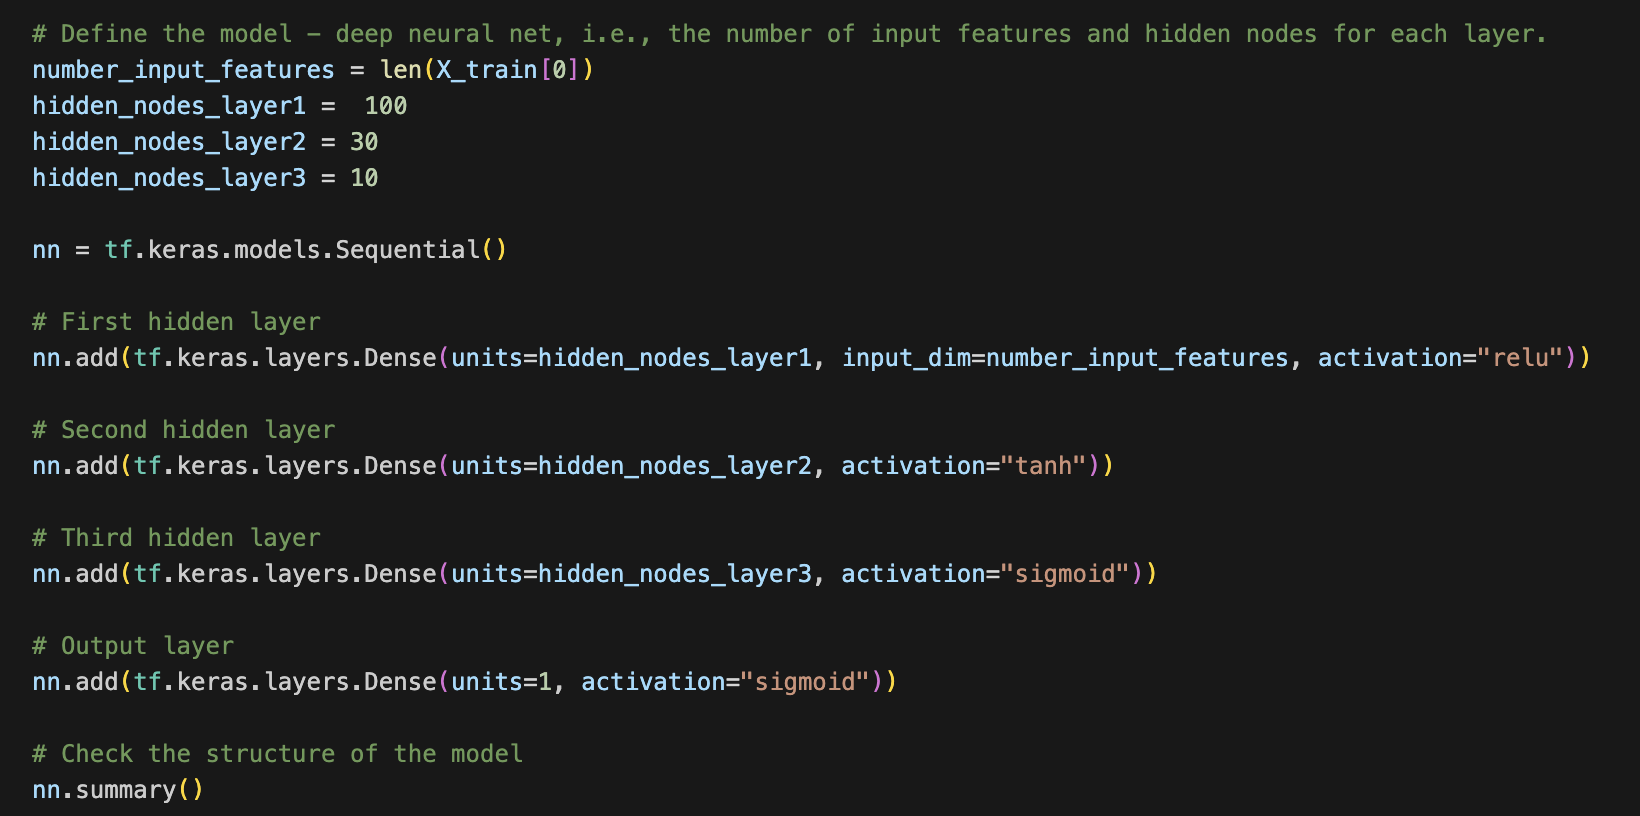 # Define the model – deep neural net, i.e., the number of input features and hidden nodes for each layer.
number_input_features = len(X_train[0])
hidden_nodes_layer1 =  100
hidden_nodes_layer2 = 30
hidden_nodes_layer3 = 10

nn = tf.keras.models.Sequential()

# First hidden layer
nn.add(tf.keras.layers.Dense(units=hidden_nodes_layer1, input_dim=number_input_features, activation="relu"))

# Second hidden layer
nn.add(tf.keras.layers.Dense(units=hidden_nodes_layer2, activation="tanh"))

# Third hidden layer
nn.add(tf.keras.layers.Dense(units=hidden_nodes_layer3, activation="sigmoid"))

# Output layer
nn.add(tf.keras.layers.Dense(units=1, activation="sigmoid"))

# Check the structure of the model
nn.summary()